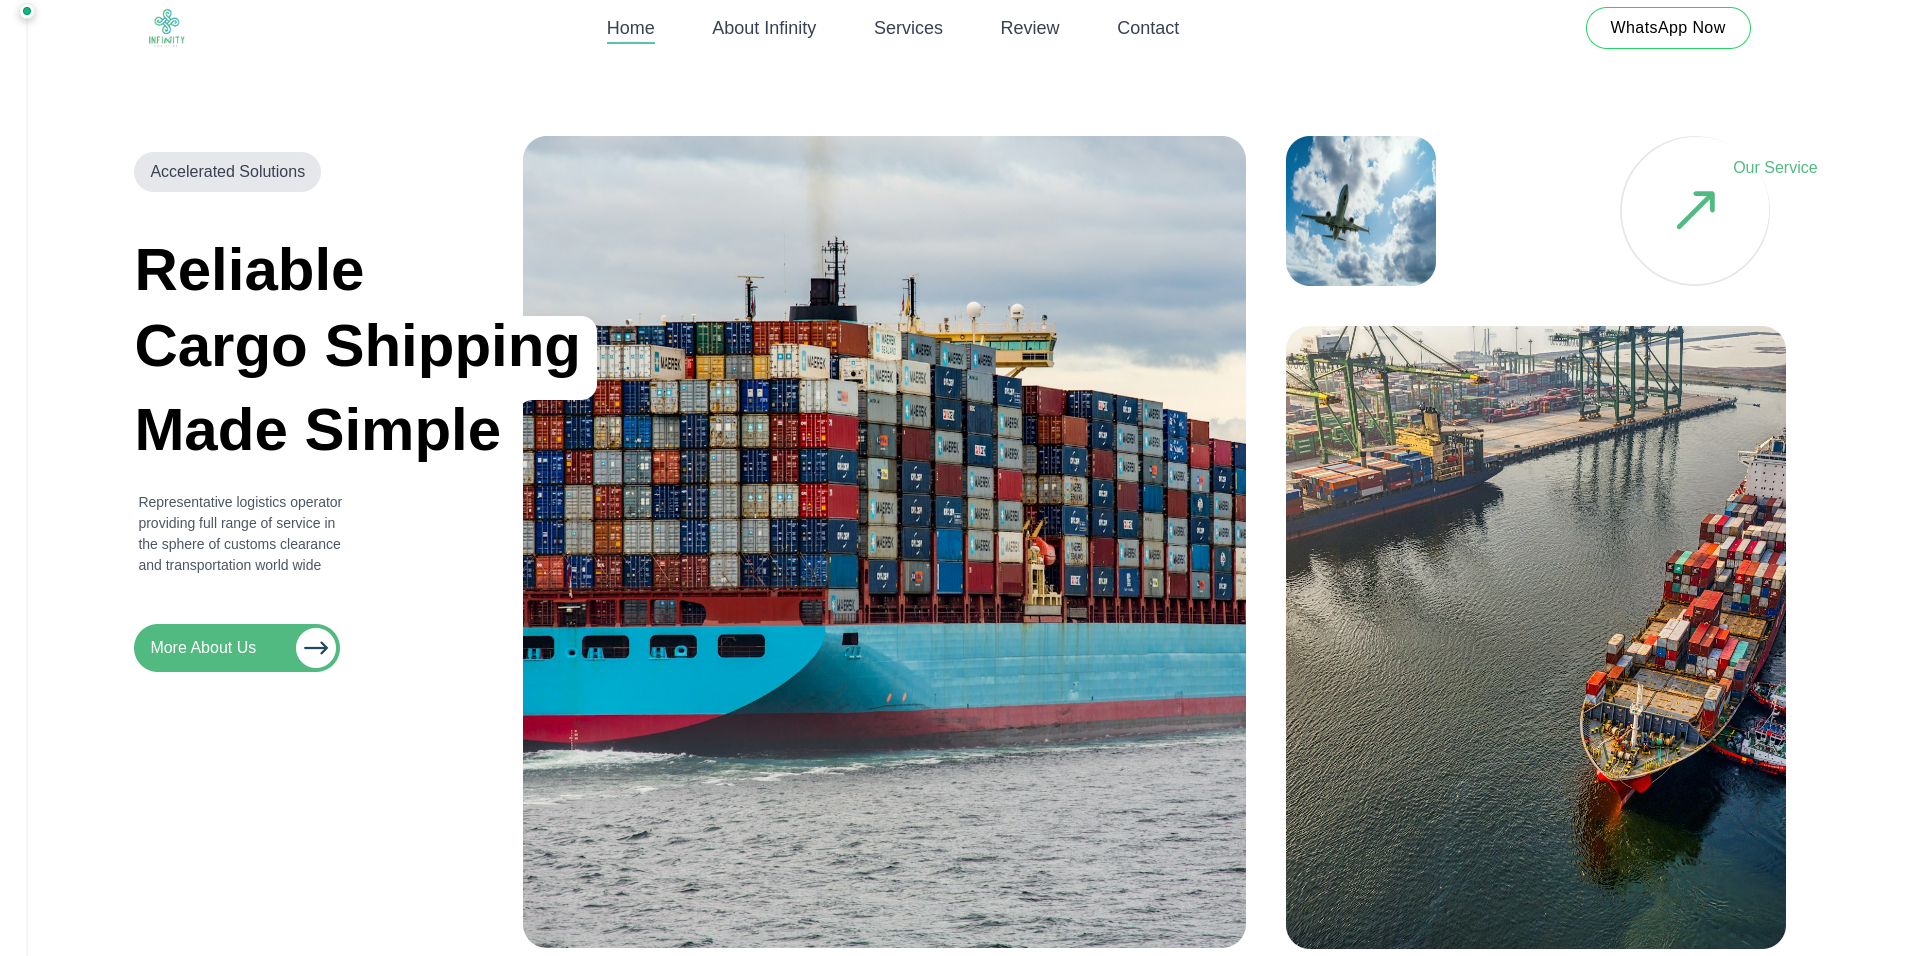 INFINITY
Home
About Infinity
Services
Review
Contact
WhatsApp Now
Accelerated Solutions
Our Service
Reliable
Cargo Shipping
Made Simple
MAERSK
Representative logistics operator
providing full range of service in
the sphere of customs clearance
and transportation world wide
More About Us